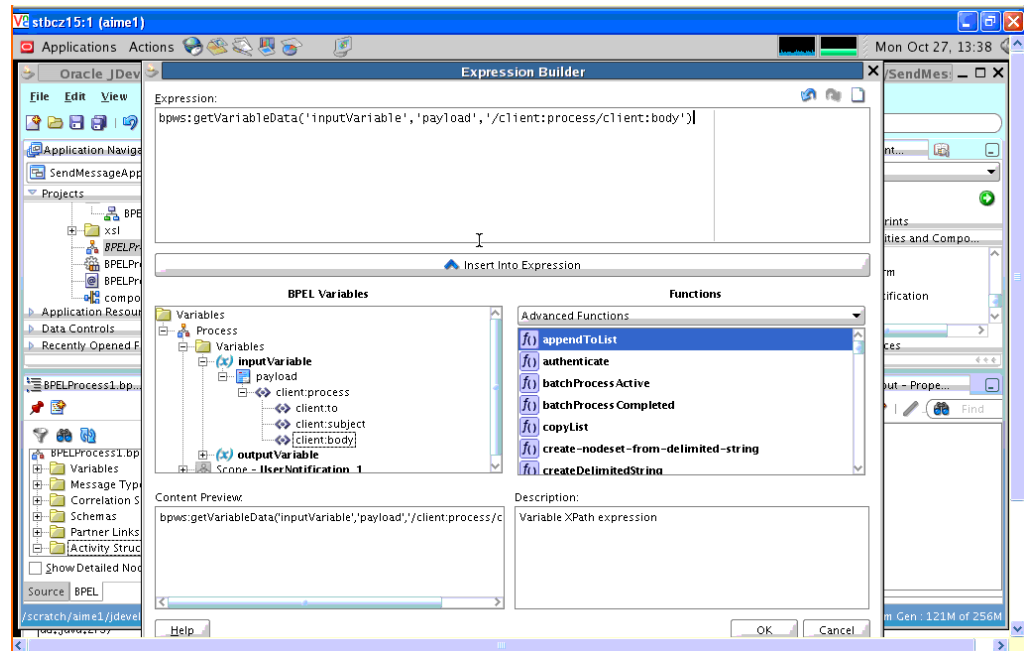 stbcz15:1 (aime1)
Applications Actions Mon Oct 27, 13:38
Oracle JDev Expression Builder /SendMes:
File Edit View
Expression:
bpws:getVariableData('inputVariable','payload','/client:process/client:body')
Application Naviga
SendMessageApp
Projects
BPE
xsl
BPELPr
BPELPr
BPELPr
compo
Application Resour
Data Controls
Recently Opened F
Insert Into Expression
BPEL Variables
Variables
Process
Variables
inputVariable
payload
client:process
client:to
client:subject
client:body
outputVariable
Scope - UserNotification_1
Functions
Advanced Functions
appendToList
authenticate
batchProcessActive
batchProcessCompleted
copyList
create-nodeset-from-delimited-string
createDelimitedString
nt...
rints
ities and Compo...
rm
ification
ces
BPELProcess1.bp...
BPELProcess1.bp
Variables
Message Type
Correlation S
Schemas
Partner Links
Activity Struc
Show Detailed Nod
Source BPEL
Content Preview:
bpws:getVariableData('inputVariable','payload','/client:process/c
Description:
Variable XPath expression
out - Prope...
Find
Help OK Cancel
/scratch/aime1/jdevel
m Gen : 121M of 256M